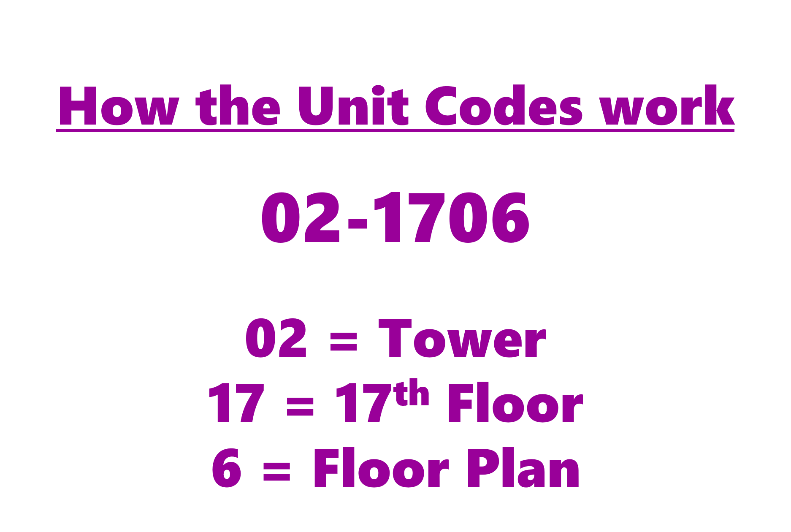 How the Unit Codes work
02-1706
02 = Tower
17 = 17th Floor
6 = Floor Plan